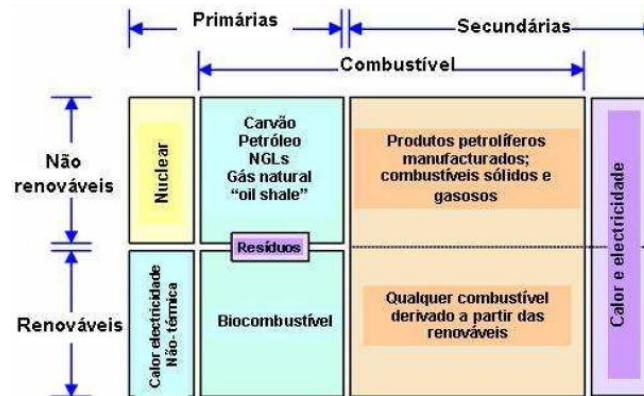 Primárias
Secundárias
Combustível
Não
renováveis
Nuclear
Carvão
Petróleo
NGLs
Gás natural
“oil shale”
Produtos petrolíferos
manufacturados;
combustíveis sólidos e
gasosos
Calor e electricidade
Resíduos
Renováveis
Calor electricidade
Não- térmica
Biocombustível
Qualquer combustível
derivado a partir das
renováveis